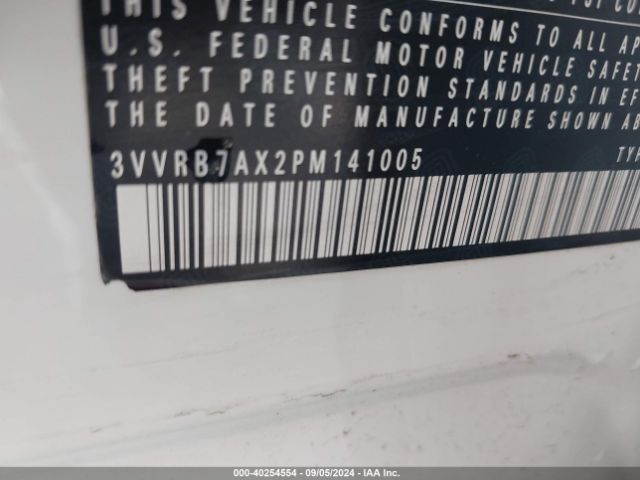 THIS VEHICLE CONFORMS TO ALL AP
U.S. FEDERAL MOTOR VEHICLE SAFET
THEFT PREVENTION STANDARDS IN EF
THE DATE OF MANUFACTURE SHOWN AB
3VVRB7AX2PM141005 TYP
000-40254554 - 09/05/2024 - IAA Inc.